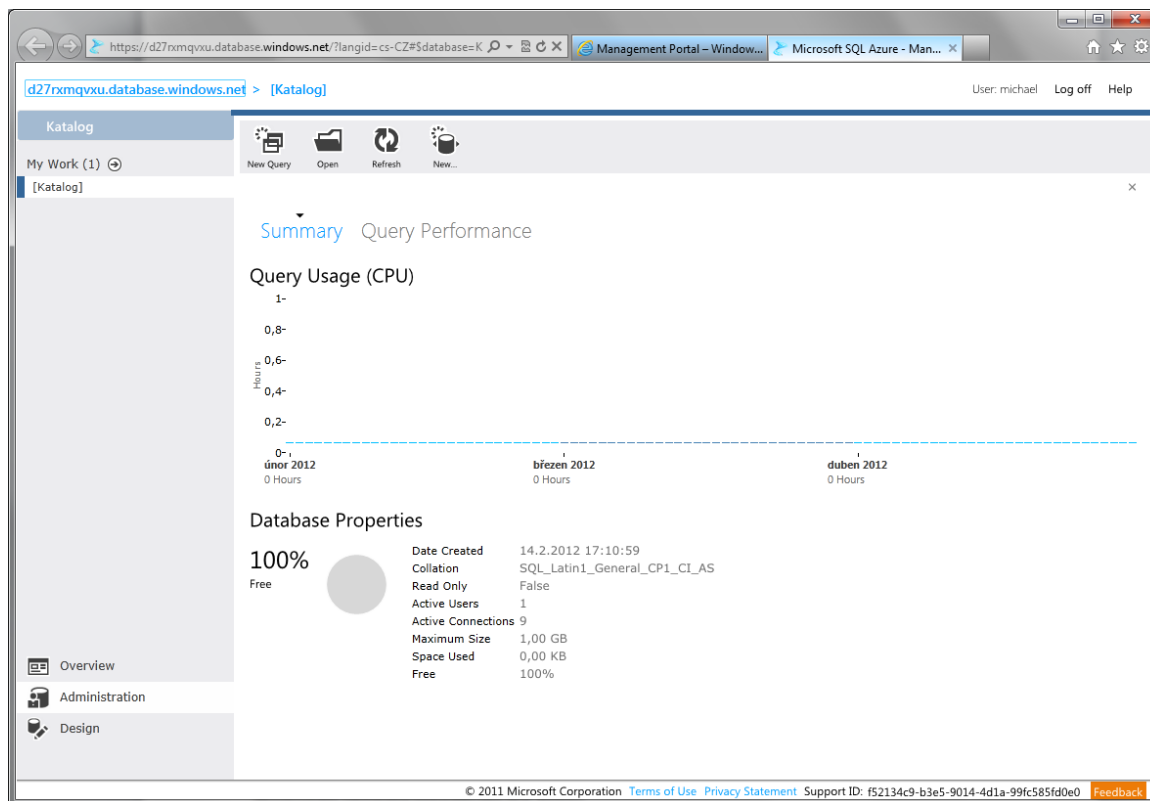 https://d27rxmqvxu.database.windows.net/?langid=cs-CZ#$database=K
Management Portal – Window...
Microsoft SQL Azure - Man...
d27rxmqvxu.database.windows.net > [Katalog]
User: michael Log off Help
Katalog
My Work (1)
[Katalog]
New Query Open Refresh New...
Summary Query Performance
Query Usage (CPU)
1
0,8
0,6
Hours
0,4
0,2
0
únor 2012 březen 2012 duben 2012
0 Hours 0 Hours 0 Hours
Database Properties
100%
Free
Date Created 14.2.2012 17:10:59
Collation SQL_Latin1_General_CP1_CI_AS
Read Only False
Active Users 1
Active Connections 9
Maximum Size 1,00 GB
Space Used 0,00 KB
Free 100%
Overview
Administration
Design
© 2011 Microsoft Corporation Terms of Use Privacy Statement Support ID: f52134c9-b3e5-9014-4d1a-99fc585fd0e0 Feedback